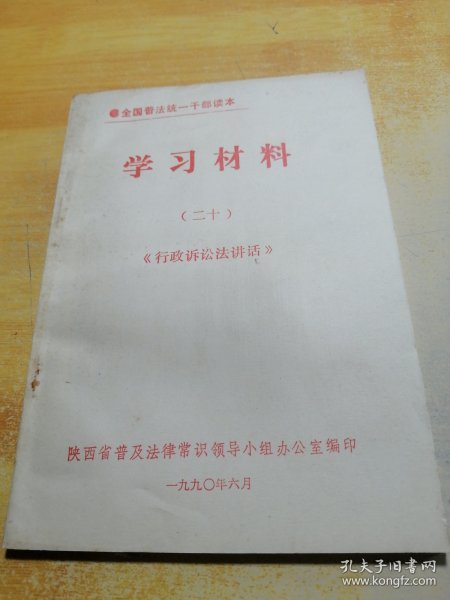 ●全国普法统一干部读本
学习材料
（二十）
《行政诉讼法讲话》
陕西省普及法律常识领导小组办公室编印
一九九〇年六月
孔夫子旧书网
www.kongfz.com